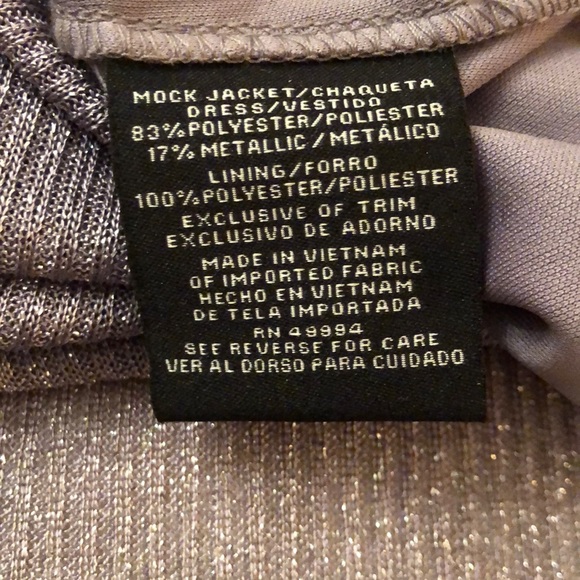 MOCK JACKET/CHAQUETA
DRESS/VESTIDO
83% POLYESTER/POLIESTER
17% METALLIC/METÁLICO
LINING/FORRO
100% POLYESTER/POLIESTER
EXCLUSIVE OF TRIM
EXCLUSIVO DE ADORNO
MADE IN VIETNAM
OF IMPORTED FABRIC
HECHO EN VIETNAM
DE TELA IMPORTADA
RN 49994
SEE REVERSE FOR CARE
VER AL DORSO PARA CUIDADO